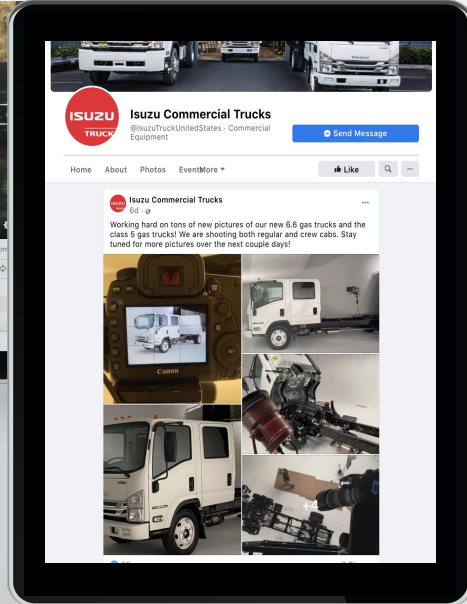 ISUZU
TRUCK
Isuzu Commercial Trucks
@IsuzuTruckUnitedStates · Commercial
Equipment
Send Message
Home About Photos EventMore
Like
Isuzu Commercial Trucks
6d ·
Working hard on tons of new pictures of our new 6.6 gas trucks and the
class 5 gas trucks! We are shooting both regular and crew cabs. Stay
tuned for more pictures over the next couple days!
Canon
+4